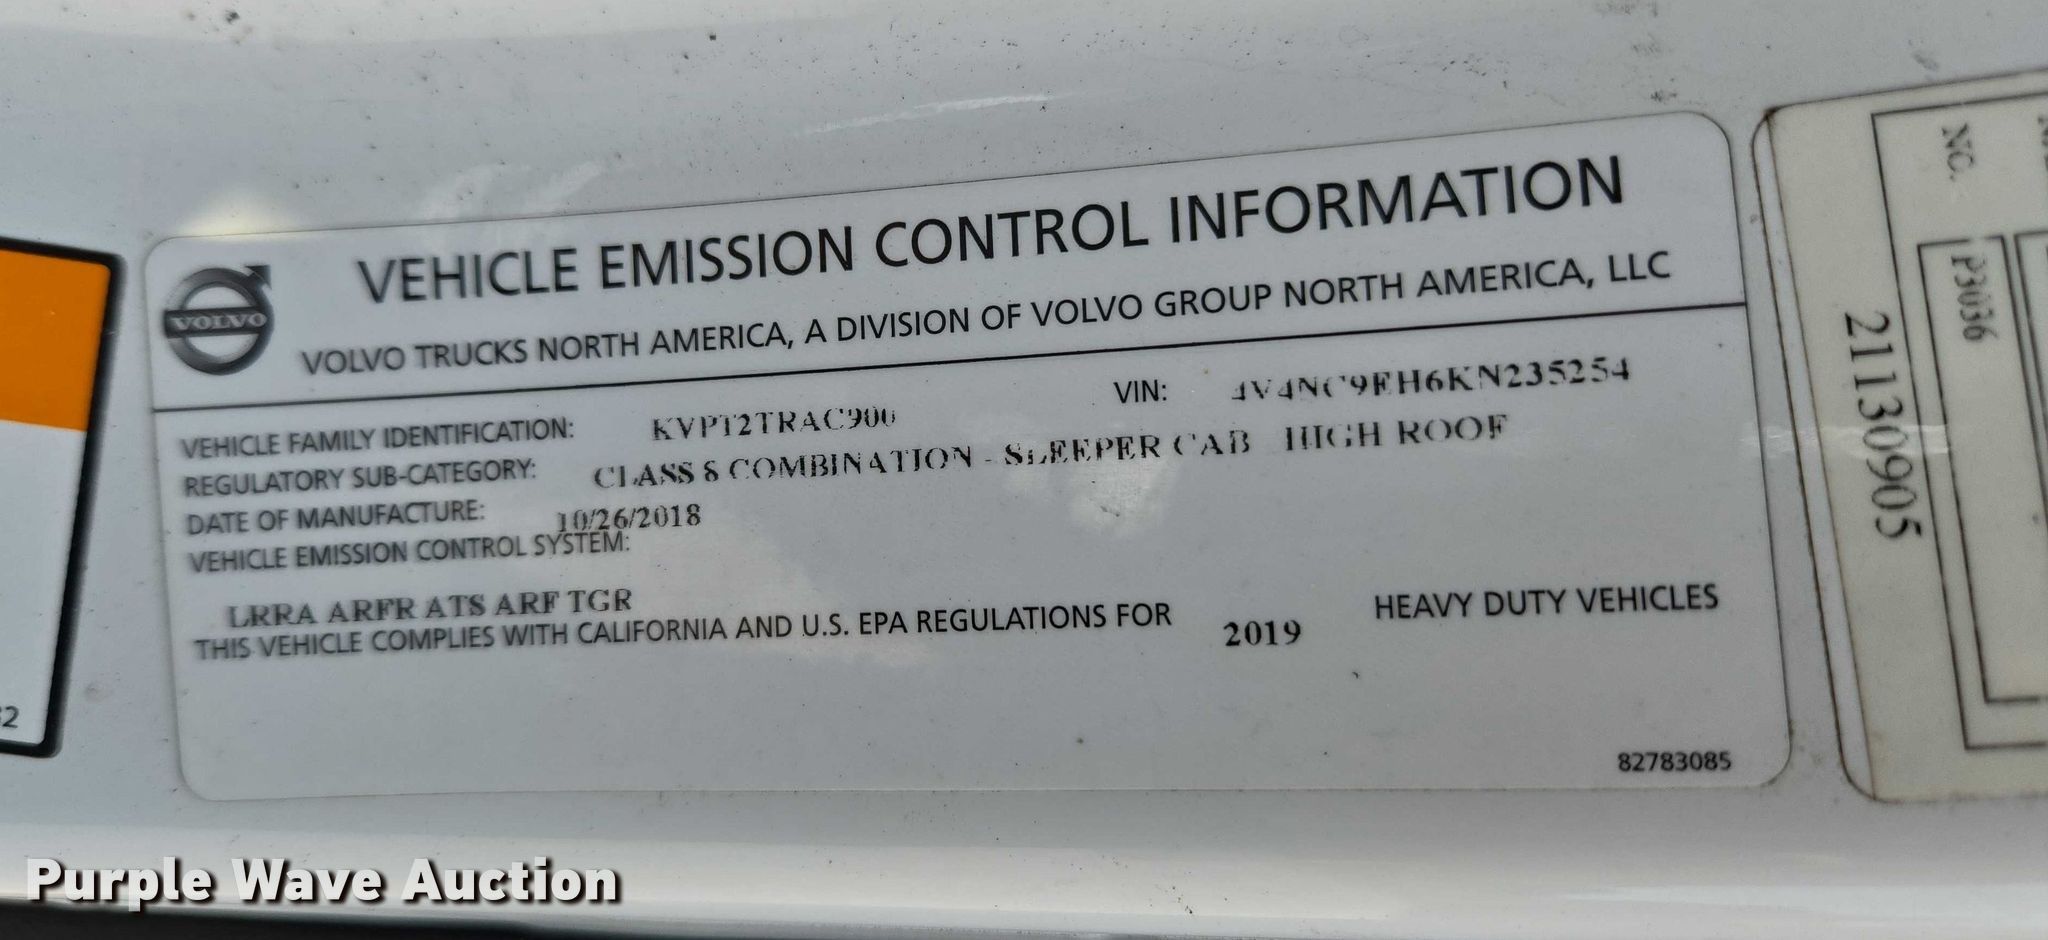 VOLVO
VEHICLE EMISSION CONTROL INFORMATION
VOLVO TRUCKS NORTH AMERICA, A DIVISION OF VOLVO GROUP NORTH AMERICA, LLC
VEHICLE FAMILY IDENTIFICATION: KVPT2TRAC900 VIN: 4V4NC9EH6KN235254
REGULATORY SUB-CATEGORY: CLASS 8 COMBINATION - SLEEPER CAB HIGH ROOF
DATE OF MANUFACTURE: 10/26/2018
VEHICLE EMISSION CONTROL SYSTEM:
LRRA ARFR ATS ARF TGR
THIS VEHICLE COMPLIES WITH CALIFORNIA AND U.S. EPA REGULATIONS FOR 2019 HEAVY DUTY VEHICLES
82783085
NC.
P3036
21130905
Purple Wave Auction